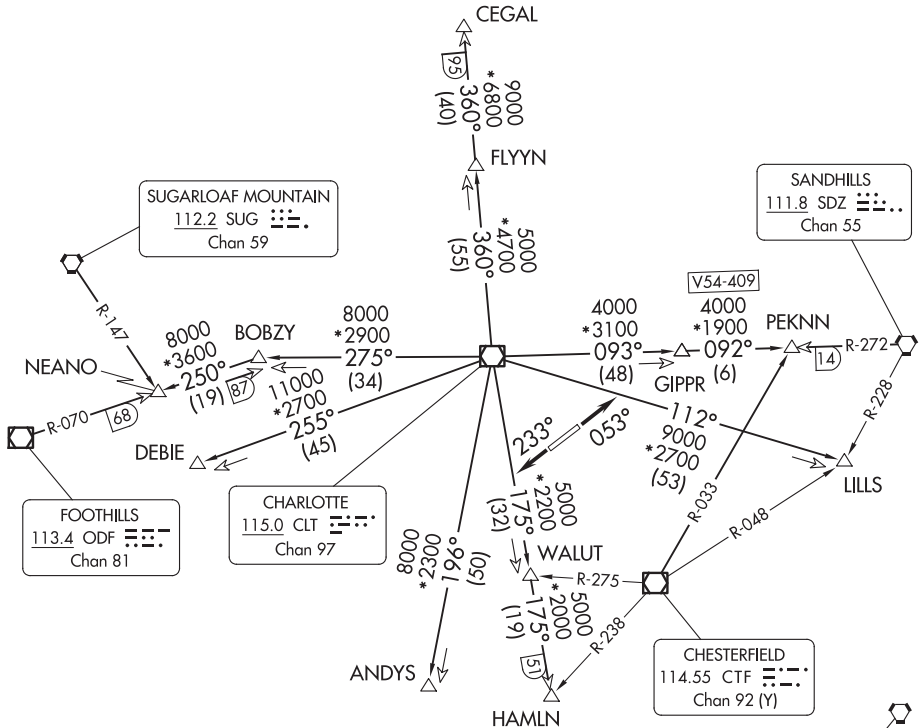 CEGAL
95
360°
(40)
9000
*6800
FLYYN
360°
(55)
5000
*4700
SUGARLOAF MOUNTAIN
112.2 SUG
Chan 59
SANDHILLS
111.8 SDZ
Chan 55
R-147
V54-409
NEANO
8000
*3600
250°
(19)
BOBZY
87
8000
*2900
275°
(34)
4000
*3100
093°
(48)
GIPPR
4000
*1900
092°
(6)
PEKNN
14
R-272
R-228
R-070
68
11000
*2700
255°
(45)
DEBIE
233°
053°
112°
9000
*2700
(53)
LILLS
R-033
R-048
FOOTHILLS
113.4 ODF
Chan 81
CHARLOTTE
115.0 CLT
Chan 97
8000
*2300
196°
(50)
5000
*2200
175°
(32)
WALUT
R-275
5000
*2000
175°
(19)
51
R-238
CHESTERFIELD
114.55 CTF
Chan 92 (Y)
ANDYS
HAMLN